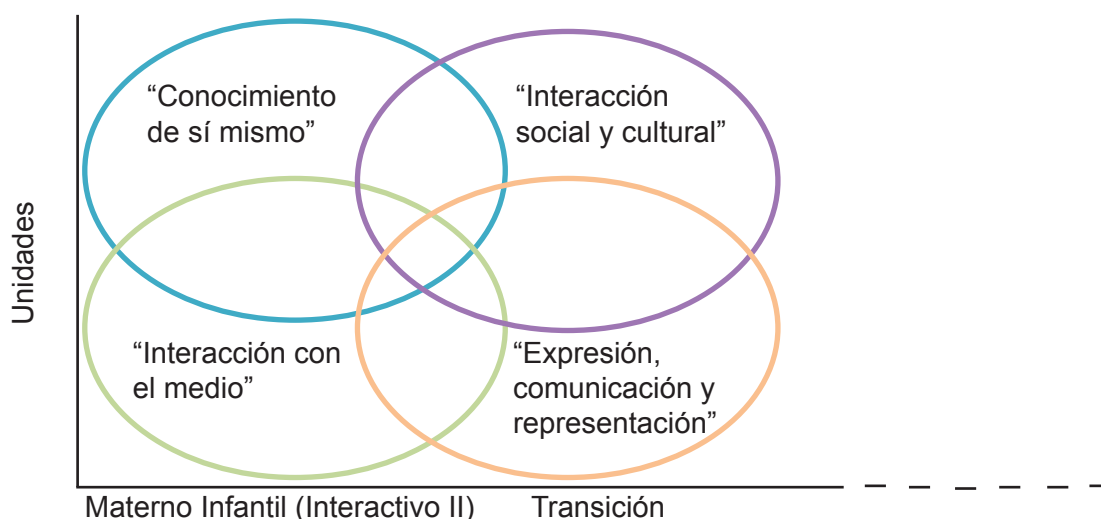 “Conocimiento
de sí mismo”
“Interacción
social y cultural”
Unidades
“Interacción con
el medio”
“Expresión,
comunicación y
representación”
Materno Infantil (Interactivo II)
Transición